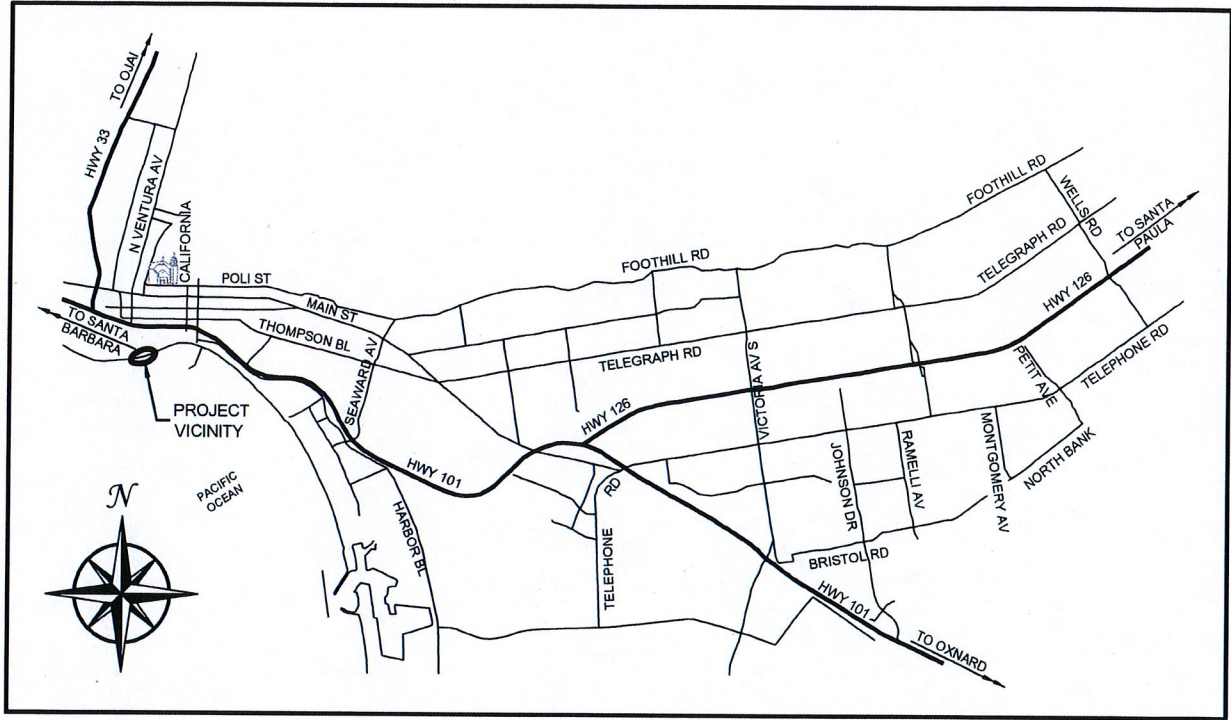 TO OJAI
HWY 33
N VENTURA AV
CALIFORNIA
POLI ST
MAIN ST
THOMPSON BL
TO SANTA
BARBARA
PROJECT
VICINITY
SEAWARD AV
FOOTHILL RD
TELEGRAPH RD
HWY 126
VICTORIA AV S
FOOTHILL RD
WELLS RD
TELEGRAPH RD
TO SANTA
PAULA
HWY 126
PETIT AVE
TELEPHONE RD
HWY 101
PACIFIC
OCEAN
HARBOR BL
RD
TELEPHONE
JOHNSON DR
RAMELLI AV
MONTGOMERY AV
NORTH BANK
BRISTOL RD
HWY 101
TO OXNARD
N